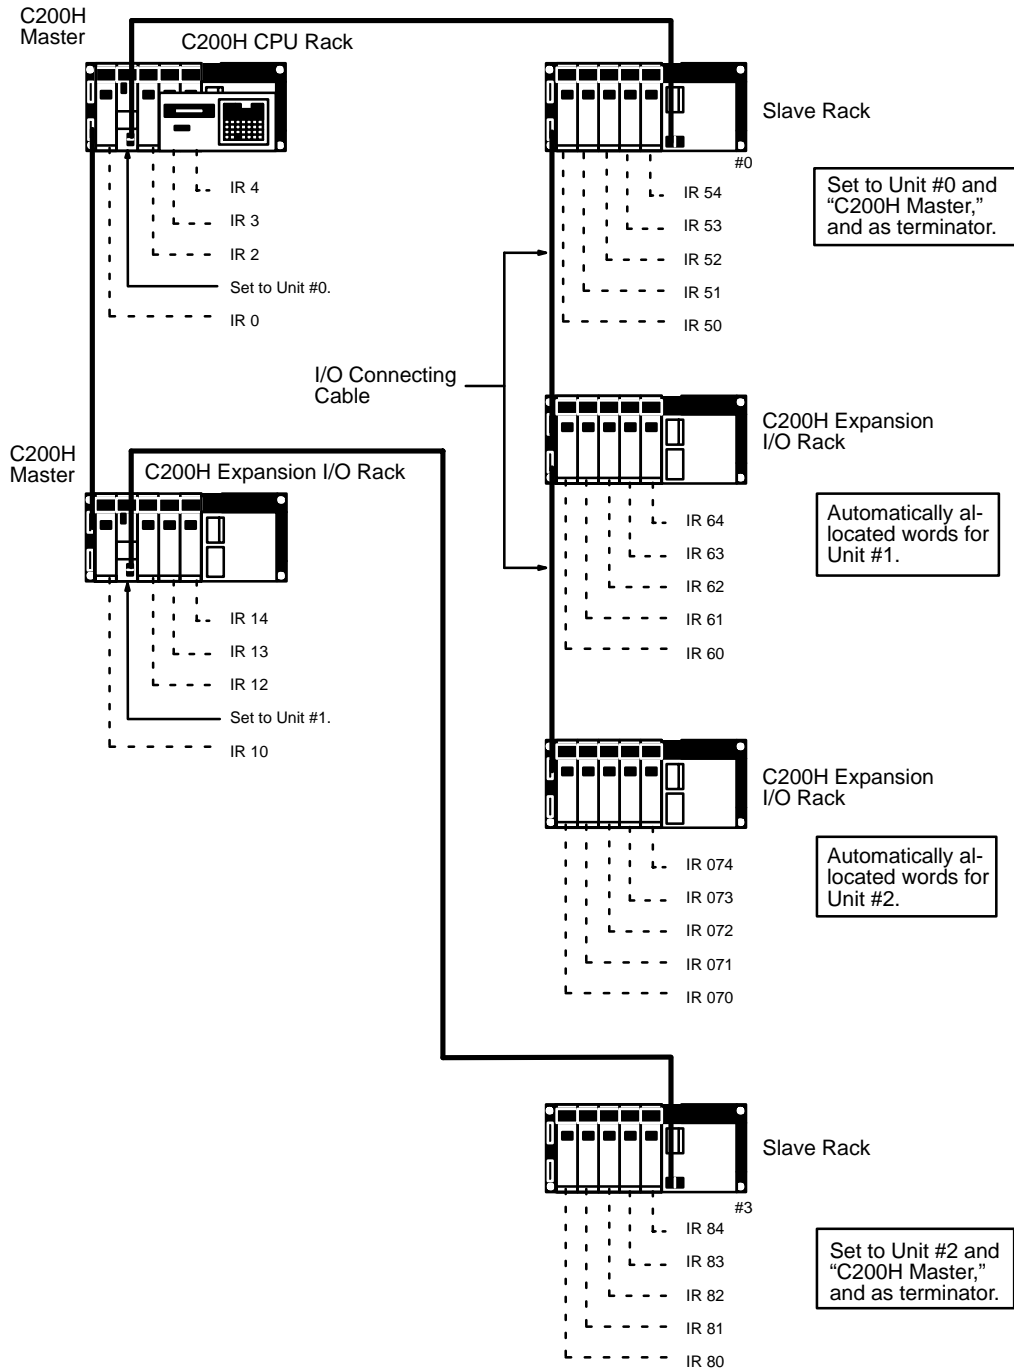 C200H
Master
C200H CPU Rack
IR 4
IR 3
IR 2
Set to Unit #0.
IR 0
Slave Rack
#0
IR 54
IR 53
IR 52
IR 51
IR 50
Set to Unit #0 and
“C200H Master,”
and as terminator.
I/O Connecting
Cable
C200H Expansion
I/O Rack
IR 64
IR 63
IR 62
IR 61
IR 60
Automatically al-
located words for
Unit #1.
C200H
Master
C200H Expansion I/O Rack
IR 14
IR 13
IR 12
Set to Unit #1.
IR 10
C200H Expansion
I/O Rack
IR 074
IR 073
IR 072
IR 071
IR 070
Automatically al-
located words for
Unit #2.
Slave Rack
#3
IR 84
IR 83
IR 82
IR 81
IR 80
Set to Unit #2 and
“C200H Master,”
and as terminator.